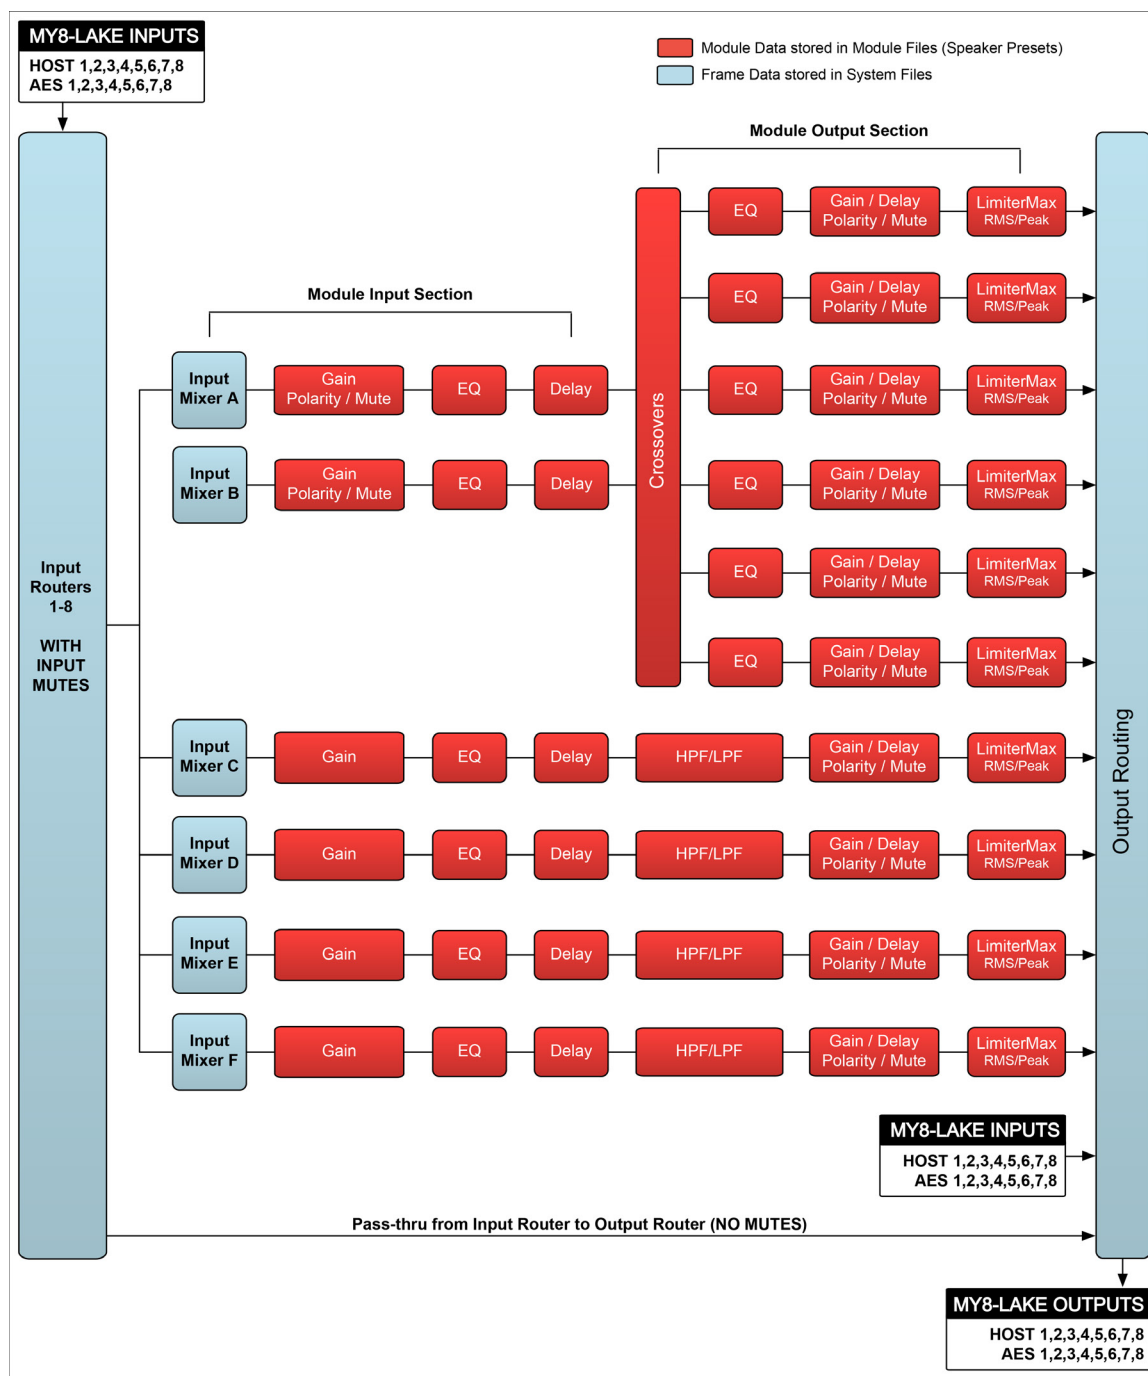 MY8-LAKE INPUTS
HOST 1,2,3,4,5,6,7,8
AES 1,2,3,4,5,6,7,8
Module Data stored in Module Files (Speaker Presets)
Frame Data stored in System Files
Module Output Section
EQ
Gain / Delay
Polarity / Mute
LimiterMax
RMS/Peak
EQ
Gain / Delay
Polarity / Mute
LimiterMax
RMS/Peak
Module Input Section
Input
Mixer A
Gain
Polarity / Mute
EQ
Delay
Crossovers
EQ
Gain / Delay
Polarity / Mute
LimiterMax
RMS/Peak
Input
Mixer B
Gain
Polarity / Mute
EQ
Delay
EQ
Gain / Delay
Polarity / Mute
LimiterMax
RMS/Peak
Input
Routers
1-8
WITH
INPUT
MUTES
EQ
Gain / Delay
Polarity / Mute
LimiterMax
RMS/Peak
EQ
Gain / Delay
Polarity / Mute
LimiterMax
RMS/Peak
Input
Mixer C
Gain
EQ
Delay
HPF/LPF
Gain / Delay
Polarity / Mute
LimiterMax
RMS/Peak
Output Routing
Input
Mixer D
Gain
EQ
Delay
HPF/LPF
Gain / Delay
Polarity / Mute
LimiterMax
RMS/Peak
Input
Mixer E
Gain
EQ
Delay
HPF/LPF
Gain / Delay
Polarity / Mute
LimiterMax
RMS/Peak
Input
Mixer F
Gain
EQ
Delay
HPF/LPF
Gain / Delay
Polarity / Mute
LimiterMax
RMS/Peak
MY8-LAKE INPUTS
HOST 1,2,3,4,5,6,7,8
AES 1,2,3,4,5,6,7,8
Pass-thru from Input Router to Output Router (NO MUTES)
MY8-LAKE OUTPUTS
HOST 1,2,3,4,5,6,7,8
AES 1,2,3,4,5,6,7,8